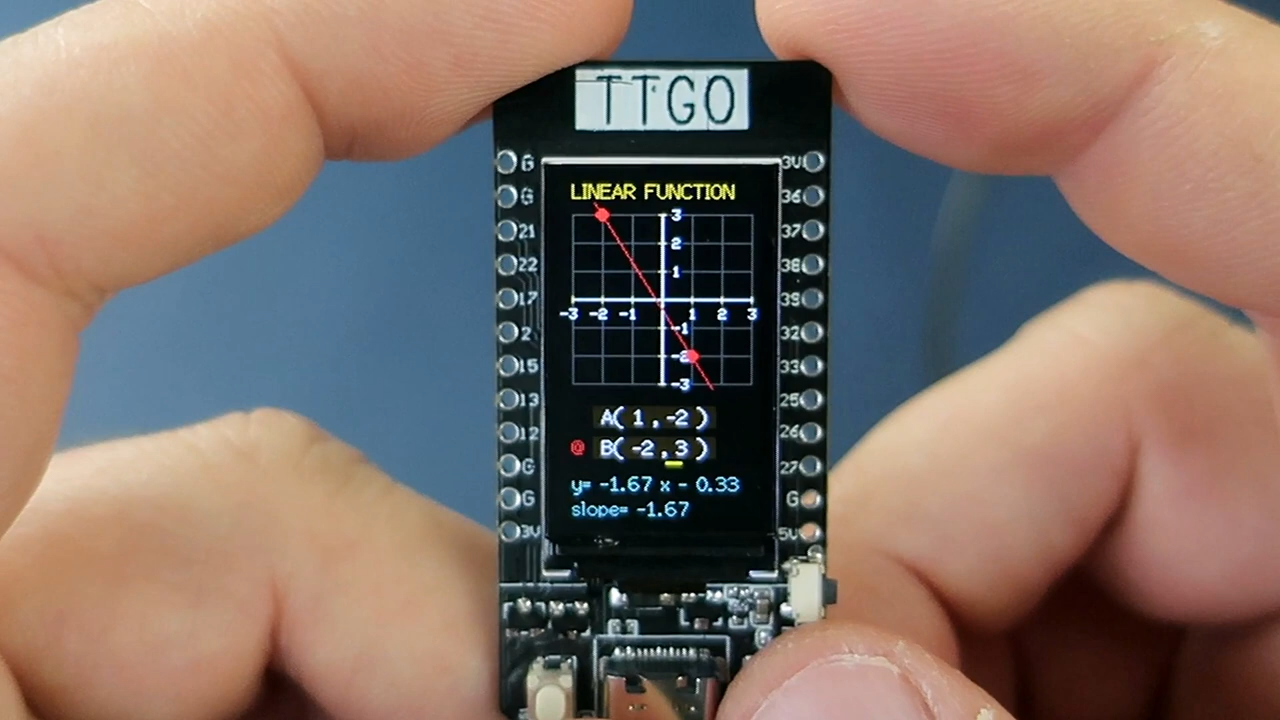 TTGO
G 3V
G 36
21 37
22 38
17 39
2 32
15 33
13 25
12 26
G 27
G G
3V 5V
LINEAR FUNCTION
3
2
1
-3 -2 -1 1 2 3
-1
-2
-3
A( 1 ,-2 )
@ B( -2 ,3 )
y= -1.67 x - 0.33
slope= -1.67